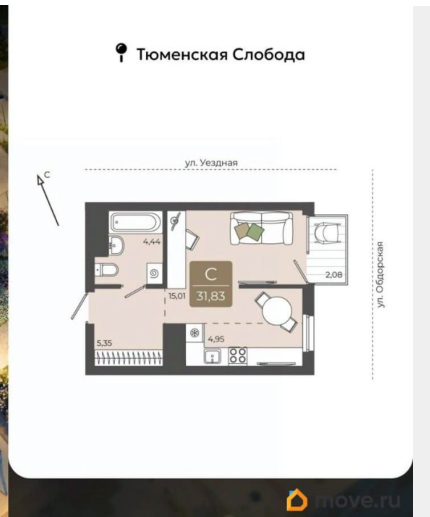 Тюменская Слобода
ул. Уездная
С
4,44
С
31,83
15,01
2,08
ул. Обдорская
5,35
4,95
move.ru